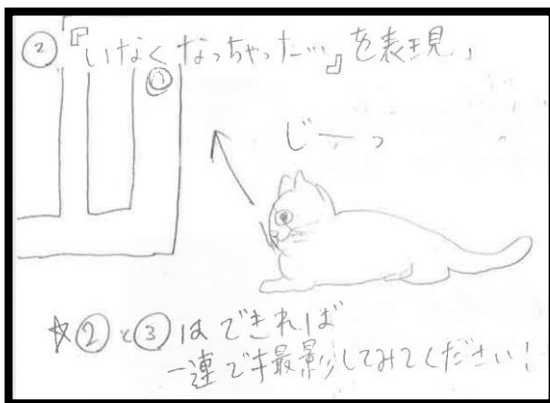 ② 『いなくなっちゃった…』を表現」
じーっ
☆②と③はできれば
一連で撮影してみてください!